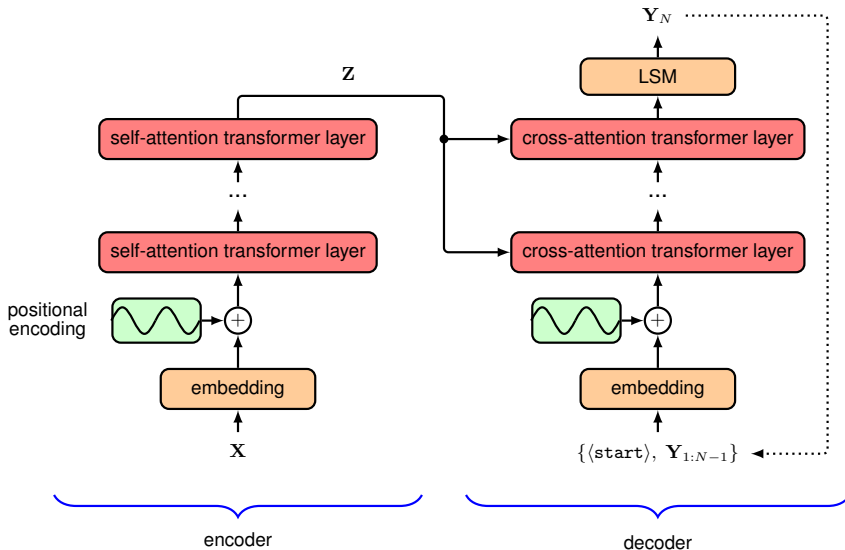 Y_N
LSM
Z
self-attention transformer layer
cross-attention transformer layer
...
...
self-attention transformer layer
cross-attention transformer layer
positional
encoding
+
+
embedding
embedding
X
{⟨start⟩, Y_{1:N−1}}
encoder
decoder